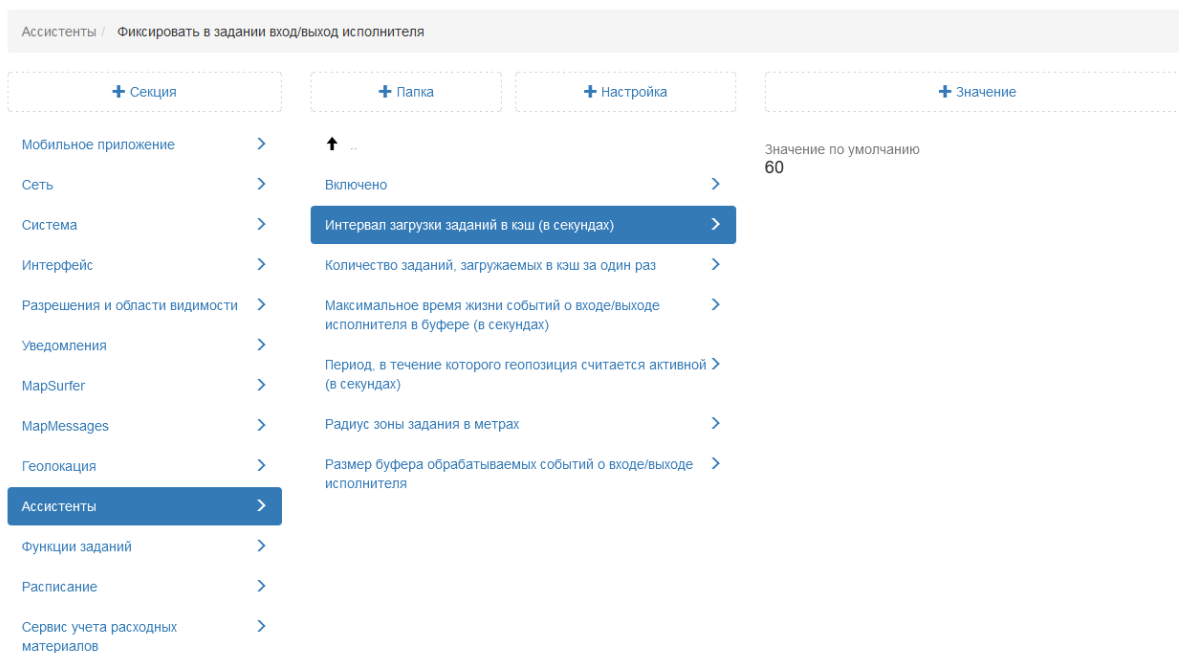 Ассистенты / Фиксировать в задании вход/выход исполнителя
+ Секция
+ Папка
+ Настройка
+ Значение
Мобильное приложение
Сеть
Система
Интерфейс
Разрешения и области видимости
Уведомления
MapSurfer
MapMessages
Геолокация
Ассистенты
Функции заданий
Расписание
Сервис учета расходных
материалов
..
Включено
Интервал загрузки заданий в кэш (в секундах)
Количество заданий, загружаемых в кэш за один раз
Максимальное время жизни событий о входе/выходе
исполнителя в буфере (в секундах)
Период, в течение которого геопозиция считается активной
(в секундах)
Радиус зоны задания в метрах
Размер буфера обрабатываемых событий о входе/выходе
исполнителя
Значение по умолчанию
60